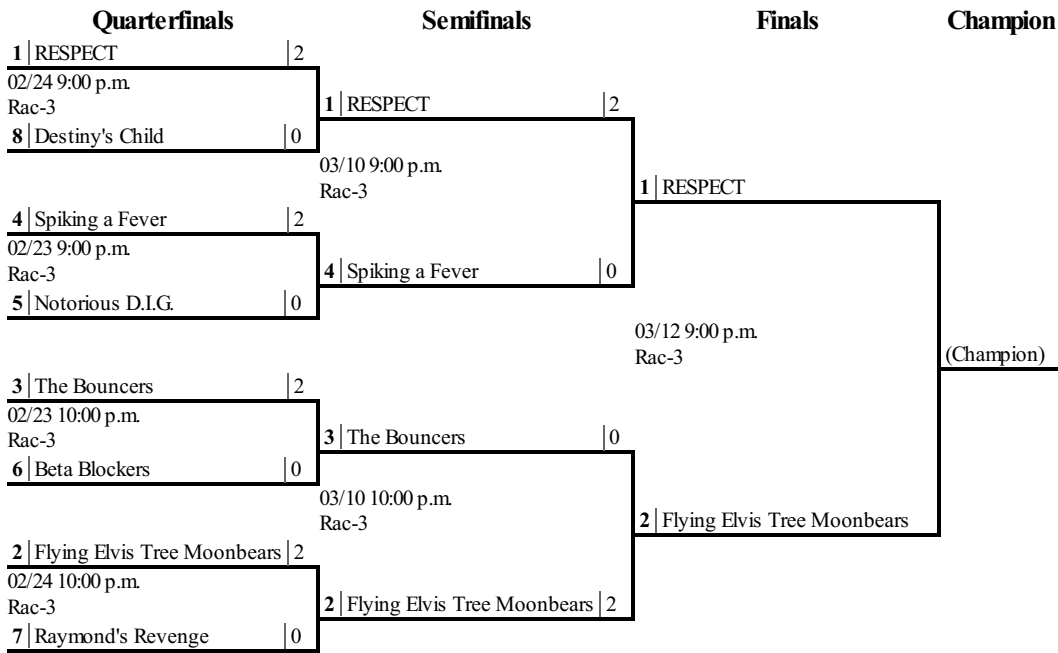 Quarterfinals Semifinals Finals Champion
1 RESPECT 2
02/24 9:00 p.m.
Rac-3
8 Destiny's Child 0
4 Spiking a Fever 2
02/23 9:00 p.m.
Rac-3
5 Notorious D.I.G. 0
3 The Bouncers 2
02/23 10:00 p.m.
Rac-3
6 Beta Blockers 0
2 Flying Elvis Tree Moonbears 2
02/24 10:00 p.m.
Rac-3
7 Raymond's Revenge 0
1 RESPECT 2
03/10 9:00 p.m.
Rac-3
4 Spiking a Fever 0
3 The Bouncers 0
03/10 10:00 p.m.
Rac-3
2 Flying Elvis Tree Moonbears 2
1 RESPECT
03/12 9:00 p.m.
Rac-3
2 Flying Elvis Tree Moonbears
(Champion)